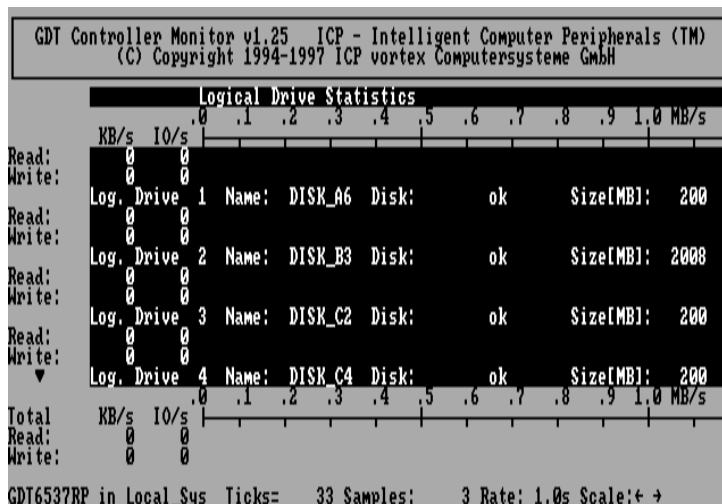 GDT Controller Monitor v1.25 ICP - Intelligent Computer Peripherals (TM)
(C) Copyright 1994-1997 ICP vortex Computersysteme GmbH
Logical Drive Statistics
.0 .1 .2 .3 .4 .5 .6 .7 .8 .9 1.0 MB/s
KB/s IO/s
Read: 0 0
Write: 0 0
Log. Drive 1 Name: DISK_A6 Disk: ok Size[MB]: 200
Read: 0 0
Write: 0 0
Log. Drive 2 Name: DISK_B3 Disk: ok Size[MB]: 2008
Read: 0 0
Write: 0 0
Log. Drive 3 Name: DISK_C2 Disk: ok Size[MB]: 200
Read: 0 0
Write: 0 0
Log. Drive 4 Name: DISK_C4 Disk: ok Size[MB]: 200
.0 .1 .2 .3 .4 .5 .6 .7 .8 .9 1.0 MB/s
Total KB/s IO/s
Read: 0 0
Write: 0 0
GDT6537RP in Local Sys Ticks= 33 Samples: 3 Rate: 1.0s Scale:← →